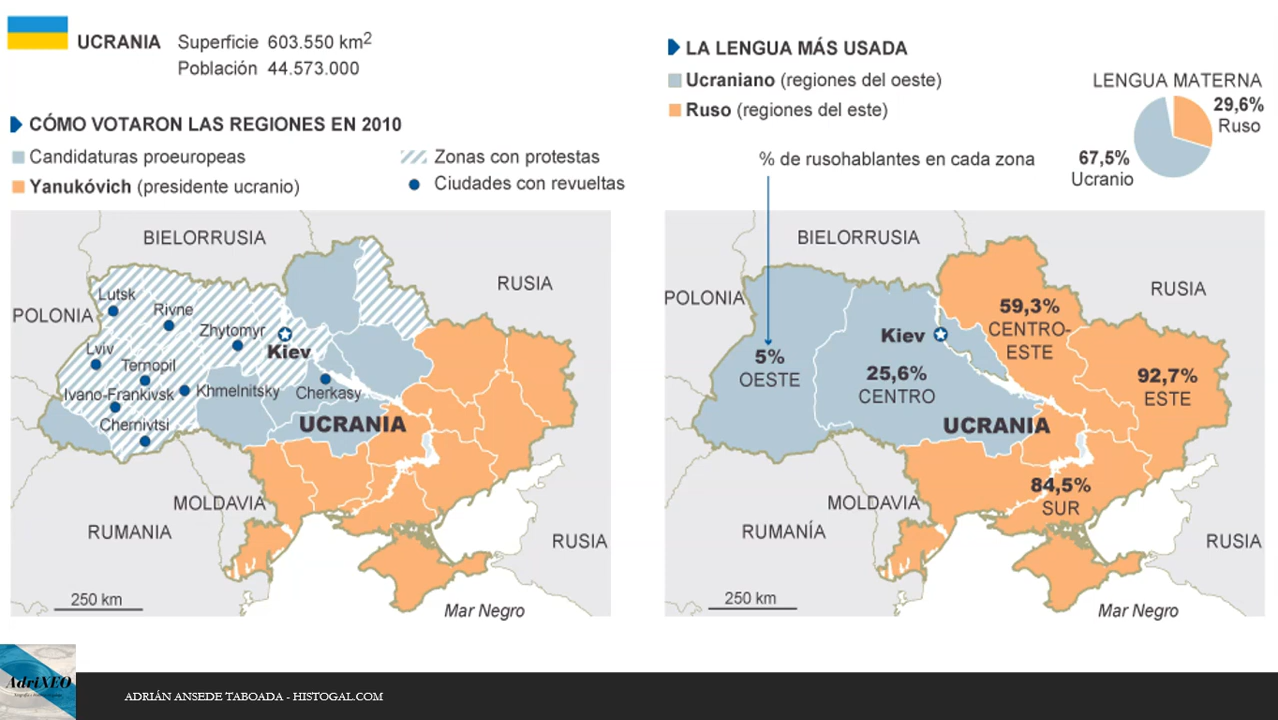 UCRANIA
Superficie 603.550 km2
Población 44.573.000
CÓMO VOTARON LAS REGIONES EN 2010
Candidaturas proeuropeas
Yanukóvich (presidente ucranio)
Zonas con protestas
Ciudades con revueltas
BIELORRUSIA
RUSIA
POLONIA
Lutsk
Rivne
Zhytomyr
Kiev
Lviv
Ternopil
Ivano-Frankivsk
Khmelnitsky
Cherkasy
Chernivtsi
UCRANIA
MOLDAVIA
RUMANIA
RUSIA
250 km
Mar Negro
LA LENGUA MÁS USADA
Ucraniano (regiones del oeste)
Ruso (regiones del este)
LENGUA MATERNA
29,6%
Ruso
67,5%
Ucranio
% de rusohablantes en cada zona
BIELORRUSIA
RUSIA
POLONIA
59,3%
CENTRO-
ESTE
Kiev
5%
OESTE
25,6%
CENTRO
92,7%
ESTE
UCRANIA
84,5%
SUR
MOLDAVIA
RUMANÍA
RUSIA
250 km
Mar Negro
AdriXEO
ADRIÁN ANSEDE TABOADA - HISTOGAL.COM